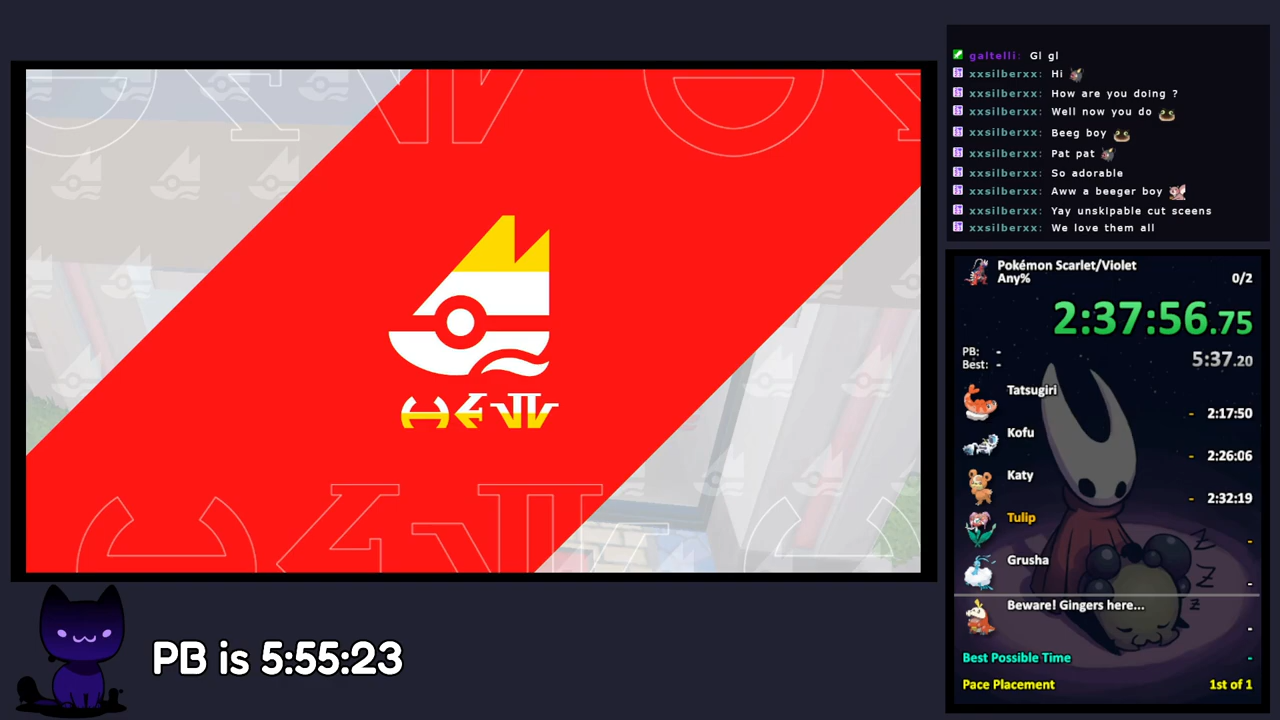 galtelli: Gl gl
xxsilberxx: Hi
xxsilberxx: How are you doing ?
xxsilberxx: Well now you do
xxsilberxx: Beeg boy
xxsilberxx: Pat pat
xxsilberxx: So adorable
xxsilberxx: Aww a beeger boy
xxsilberxx: Yay unskipable cut sceens
xxsilberxx: We love them all
Pokémon Scarlet/Violet
Any% 0/2
2:37:56.75
PB: - 5:37.20
Best: -
Tatsugiri - 2:17:50
Kofu - 2:26:06
Katy - 2:32:19
Tulip -
Grusha -
Beware! Gingers here... -
Best Possible Time -
Pace Placement 1st of 1
PB is 5:55:23
Z
Z
z